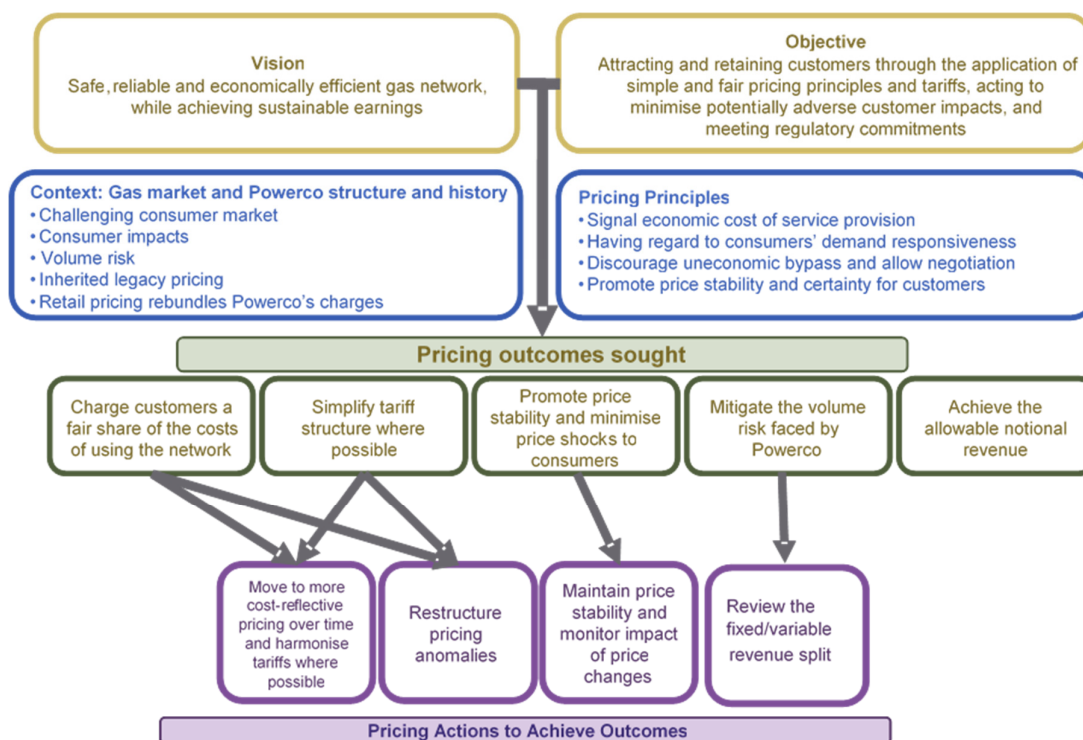 Vision
Safe, reliable and economically efficient gas network,
while achieving sustainable earnings
Objective
Attracting and retaining customers through the application of
simple and fair pricing principles and tariffs, acting to
minimise potentially adverse customer impacts, and
meeting regulatory commitments
Context: Gas market and Powerco structure and history
• Challenging consumer market
• Consumer impacts
• Volume risk
• Inherited legacy pricing
• Retail pricing rebundles Powerco's charges
Pricing Principles
• Signal economic cost of service provision
• Having regard to consumers' demand responsiveness
• Discourage uneconomic bypass and allow negotiation
• Promote price stability and certainty for customers
Pricing outcomes sought
Charge customers a
fair share of the costs
of using the network
Simplify tariff
structure where
possible
Promote price
stability and minimise
price shocks to
consumers
Mitigate the volume
risk faced by
Powerco
Achieve the
allowable notional
revenue
Move to more
cost-reflective
pricing over time
and harmonise
tariffs where
possible
Restructure
pricing
anomalies
Maintain price
stability and
monitor impact
of price
changes
Review the
fixed/variable
revenue split
Pricing Actions to Achieve Outcomes